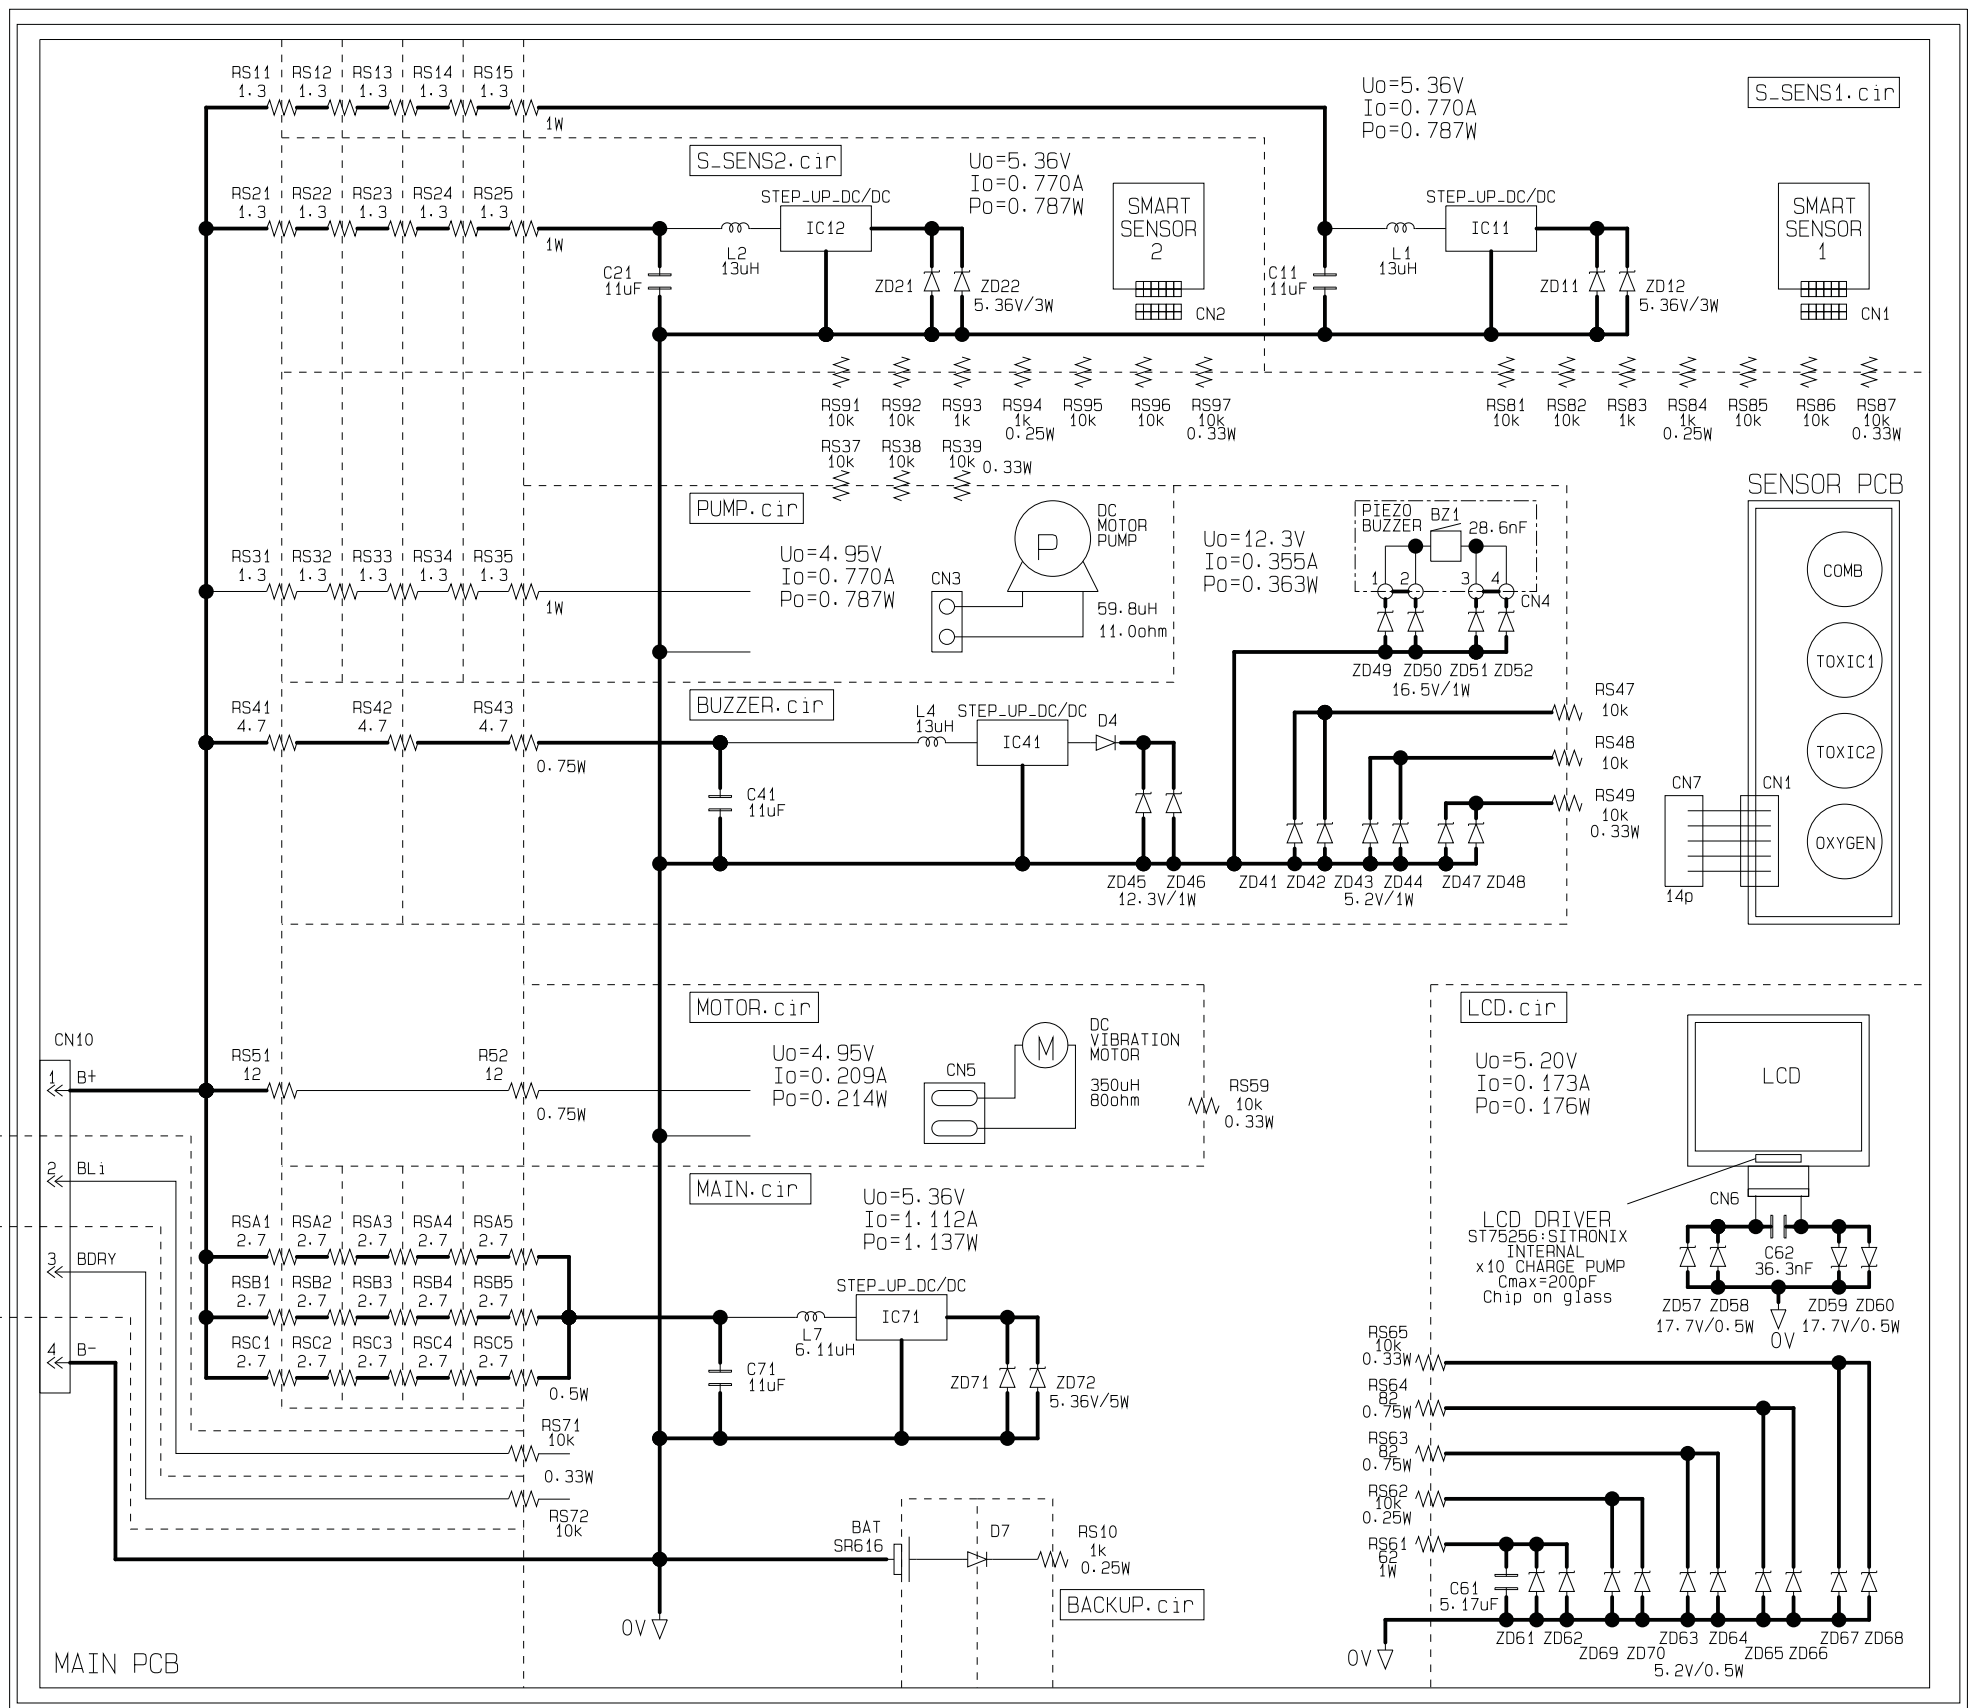 RS11 RS12 RS13 RS14 RS15
1.3 1.3 1.3 1.3 1.3
1W
Uo=5.36V
Io=0.770A
Po=0.787W
S_SENS1.cir
S_SENS2.cir
Uo=5.36V
Io=0.770A
Po=0.787W
RS21 RS22 RS23 RS24 RS25
1.3 1.3 1.3 1.3 1.3
1W
STEP_UP_DC/DC
IC12
L2
13uH
C21
11uF
ZD21
ZD22
5.36V/3W
SMART
SENSOR
2
CN2
STEP_UP_DC/DC
IC11
L1
13uH
C11
11uF
ZD11
ZD12
5.36V/3W
SMART
SENSOR
1
CN1
RS91 RS92 RS93 RS94 RS95 RS96 RS97
10k 10k 1k 1k 10k 10k 10k
0.25W 0.33W
RS81 RS82 RS83 RS84 RS85 RS86 RS87
10k 10k 1k 1k 10k 10k 10k
0.25W 0.33W
RS37 RS38 RS39
10k 10k 10k 0.33W
PUMP.cir
Uo=4.95V
Io=0.770A
Po=0.787W
RS31 RS32 RS33 RS34 RS35
1.3 1.3 1.3 1.3 1.3
1W
CN3
P
DC
MOTOR
PUMP
59.8uH
11.0ohm
Uo=12.3V
Io=0.355A
Po=0.363W
PIEZO
BUZZER
BZ1
28.6nF
1 2 3 4
CN4
ZD49 ZD50 ZD51 ZD52
16.5V/1W
SENSOR PCB
COMB
TOXIC1
TOXIC2
OXYGEN
CN7
CN1
14p
BUZZER.cir
RS41 RS42 RS43
4.7 4.7 4.7
0.75W
L4
13uH
STEP_UP_DC/DC
IC41
D4
C41
11uF
RS47
10k
RS48
10k
RS49
10k
0.33W
ZD45 ZD46
12.3V/1W
ZD41 ZD42 ZD43 ZD44 ZD47 ZD48
5.2V/1W
MOTOR.cir
Uo=4.95V
Io=0.209A
Po=0.214W
CN10
1 B+
2 BLi
3 BDRY
4 B-
RS51
12
R52
12
0.75W
CN5
M
DC
VIBRATION
MOTOR
350uH
80ohm
RS59
10k
0.33W
LCD.cir
Uo=5.20V
Io=0.173A
Po=0.176W
LCD
CN6
LCD DRIVER
ST75256:SITRONIX
INTERNAL
x10 CHARGE PUMP
Cmax=200pF
Chip on glass
C62
36.3nF
ZD57 ZD58
17.7V/0.5W
ZD59 ZD60
17.7V/0.5W
0V
MAIN.cir
Uo=5.36V
Io=1.112A
Po=1.137W
RSA1 RSA2 RSA3 RSA4 RSA5
2.7 2.7 2.7 2.7 2.7
RSB1 RSB2 RSB3 RSB4 RSB5
2.7 2.7 2.7 2.7 2.7
RSC1 RSC2 RSC3 RSC4 RSC5
2.7 2.7 2.7 2.7 2.7
0.5W
STEP_UP_DC/DC
IC71
L7
6.11uH
C71
11uF
ZD71
ZD72
5.36V/5W
RS71
10k
0.33W
RS72
10k
RS65
10k
0.33W
RS64
82
0.75W
RS63
82
0.75W
RS62
10k
0.25W
RS61
62
1W
C61
5.17uF
BAT
SR616
D7
RS10
1k
0.25W
BACKUP.cir
0V
0V
ZD61 ZD62 ZD69 ZD70 ZD63 ZD64 ZD65 ZD66 ZD67 ZD68
5.2V/0.5W
MAIN PCB